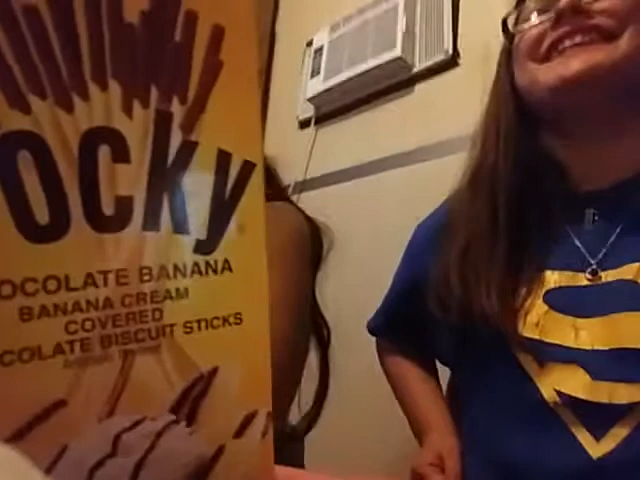 ocky
OCOLATE BANANA
BANANA CREAM
COVERED
COLATE BISCUIT STICKS